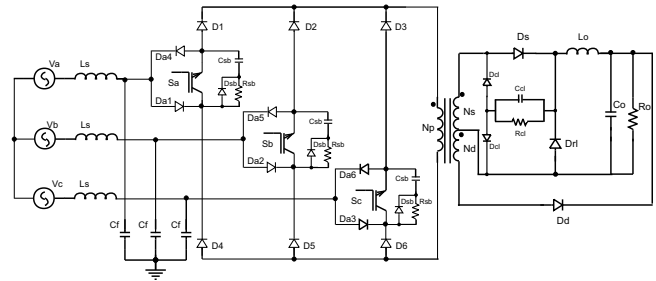 D1 D2 D3
Da4
Csb
Va Ls
Sa
Dsb Rsb
Da1
Da5
Csb
Vb Ls
Sb
Dsb Rsb
Da2
Da6
Csb
Vc Ls
Sc
Dsb Rsb
Da3
Cf Cf Cf
D4 D5 D6
Np Ns
Nd
Ds Lo
Dcl
Ccl
Rcl
Dcl
Co Ro
Drl
Dd